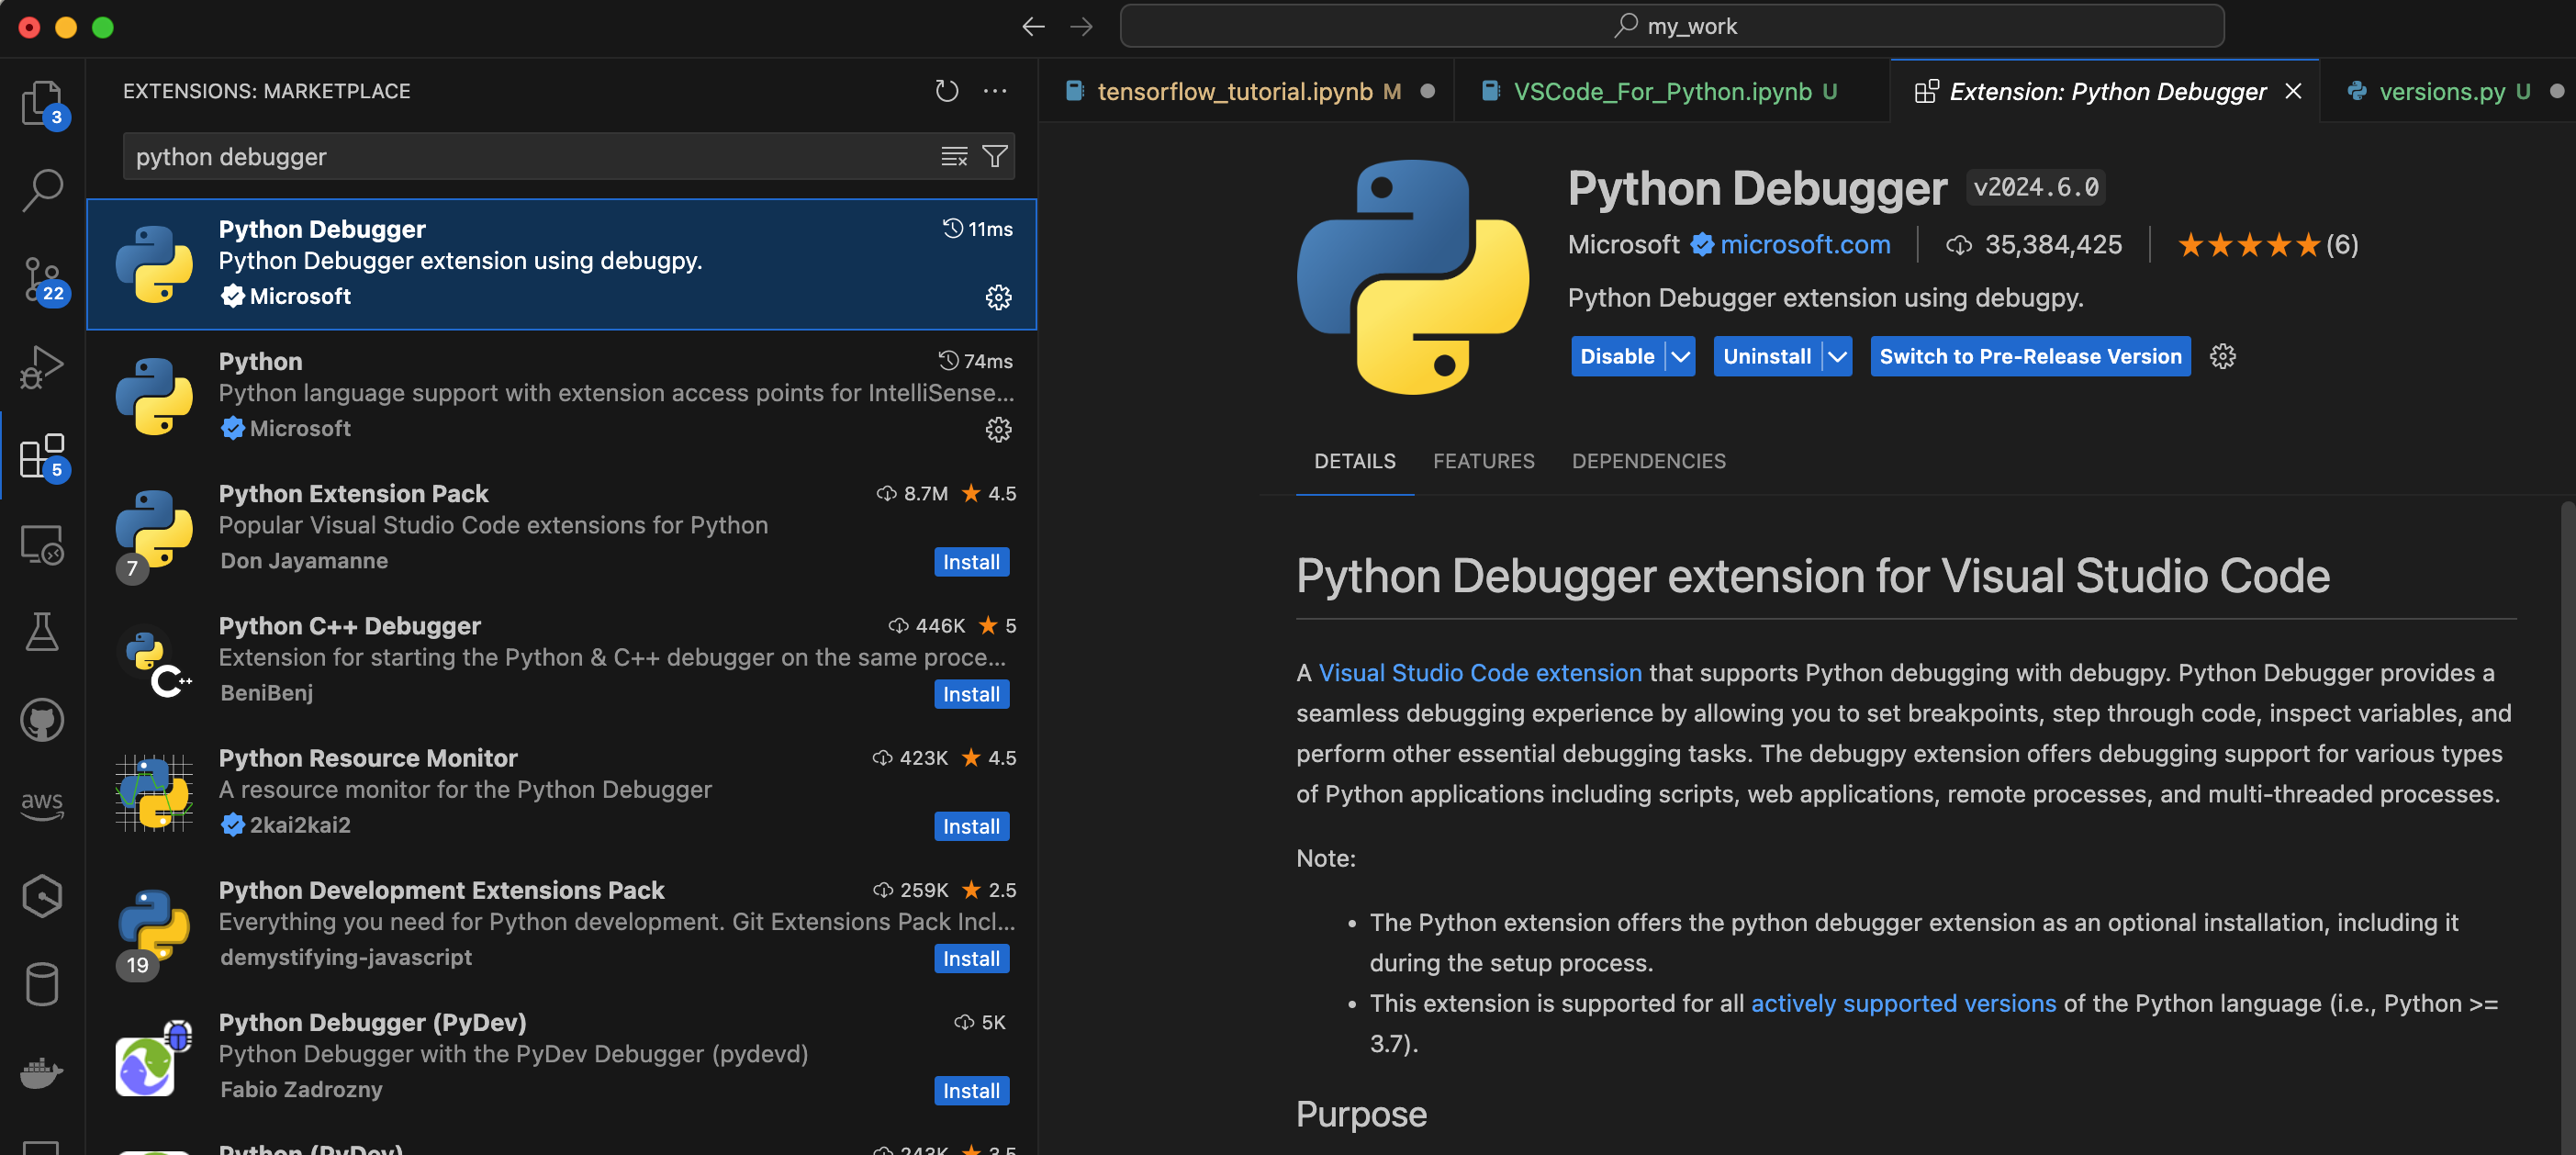 my_work
3
22
5
aws
EXTENSIONS: MARKETPLACE
python debugger
Python Debugger 11ms
Python Debugger extension using debugpy.
Microsoft
Python 74ms
Python language support with extension access points for IntelliSense...
Microsoft
Python Extension Pack 8.7M 4.5
Popular Visual Studio Code extensions for Python
7 Don Jayamanne Install
Python C++ Debugger 446K 5
Extension for starting the Python & C++ debugger on the same proce...
C++ BeniBenj Install
Python Resource Monitor 423K 4.5
A resource monitor for the Python Debugger
2kai2kai2 Install
Python Development Extensions Pack 259K 2.5
Everything you need for Python development. Git Extensions Pack Incl...
19 demystifying-javascript Install
Python Debugger (PyDev) 5K
Python Debugger with the PyDev Debugger (pydevd)
Fabio Zadrozny Install
Python (PyDev) 243K 3.5
tensorflow_tutorial.ipynb M VSCode_For_Python.ipynb U Extension: Python Debugger versions.py U
Python Debugger v2024.6.0
Microsoft microsoft.com 35,384,425 (6)
Python Debugger extension using debugpy.
Disable Uninstall Switch to Pre-Release Version
DETAILS FEATURES DEPENDENCIES
Python Debugger extension for Visual Studio Code
A Visual Studio Code extension that supports Python debugging with debugpy. Python Debugger provides a
seamless debugging experience by allowing you to set breakpoints, step through code, inspect variables, and
perform other essential debugging tasks. The debugpy extension offers debugging support for various types
of Python applications including scripts, web applications, remote processes, and multi-threaded processes.
Note:
• The Python extension offers the python debugger extension as an optional installation, including it
during the setup process.
• This extension is supported for all actively supported versions of the Python language (i.e., Python >=
3.7).
Purpose